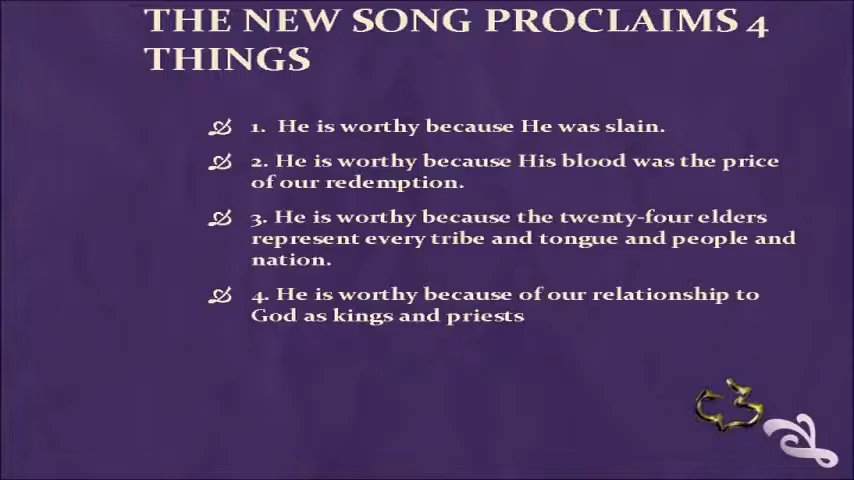 THE NEW SONG PROCLAIMS 4
THINGS
1. He is worthy because He was slain.
2. He is worthy because His blood was the price
of our redemption.
3. He is worthy because the twenty-four elders
represent every tribe and tongue and people and
nation.
4. He is worthy because of our relationship to
God as kings and priests